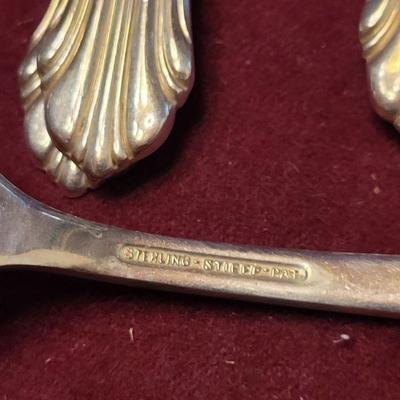 STERLING - STIEFF - PAT